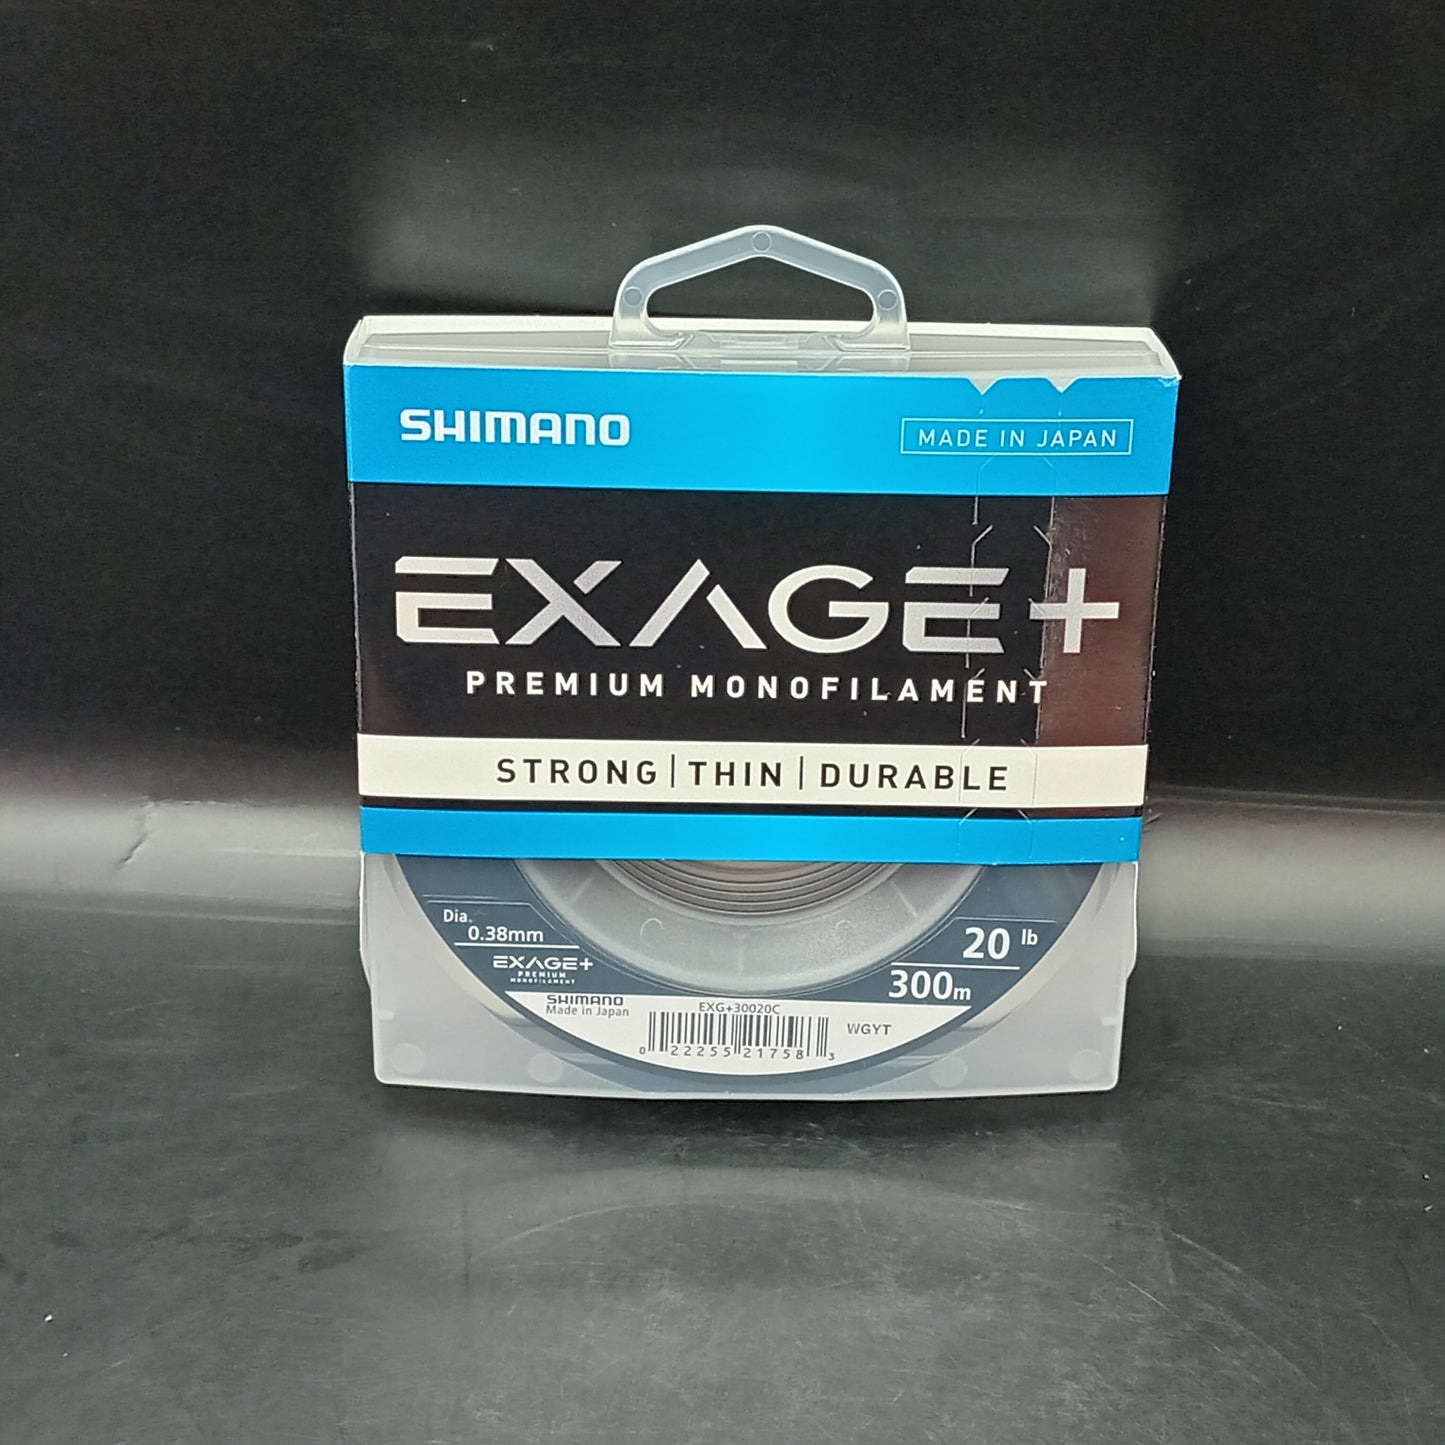 SHIMANO
MADE IN JAPAN
EXAGE+
PREMIUM MONOFILAMENT
STRONG | THIN | DURABLE
Dia.
0.38mm
EXAGE+
PREMIUM
MONOFILAMENT
20 lb
300m
SHIMANO
Made in Japan
EXG+30020C
WGYT
0 22255 21758 3